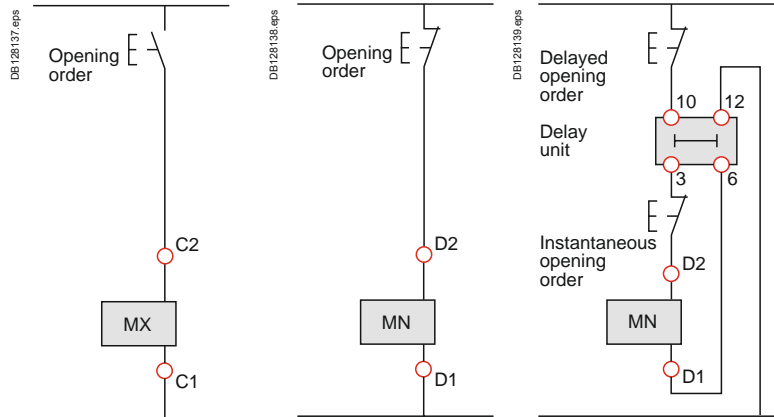 DB128137.eps
Opening
order
C2
MX
C1
DB128138.eps
Opening
order
D2
MN
D1
DB128139.eps
Delayed
opening
order
10
12
Delay
unit
3
6
Instantaneous
opening
order
D2
MN
D1